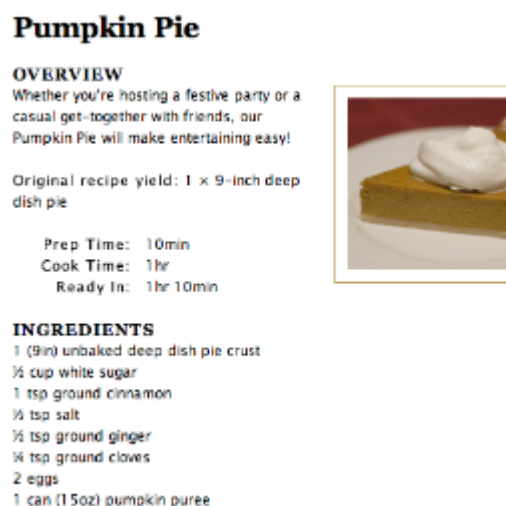 Pumpkin Pie
OVERVIEW
Whether you're hosting a festive party or a
casual get-together with friends, our
Pumpkin Pie will make entertaining easy!
Original recipe yield: 1 × 9-inch deep
dish pie
Prep Time: 10min
Cook Time: 1hr
Ready In: 1hr 10min
INGREDIENTS
1 (9in) unbaked deep dish pie crust
½ cup white sugar
1 tsp ground cinnamon
½ tsp salt
½ tsp ground ginger
¼ tsp ground cloves
2 eggs
1 can (15oz) pumpkin puree